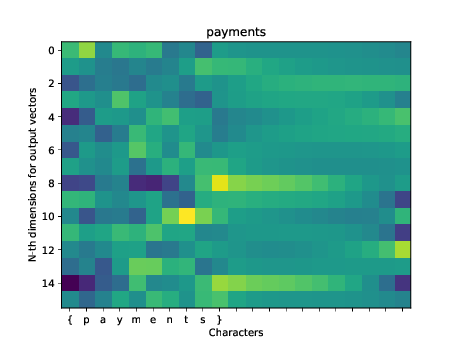 payments
N-th dimensions for output vectors
0
2
4
6
8
10
12
14
{ p a y m e n t s }
Characters